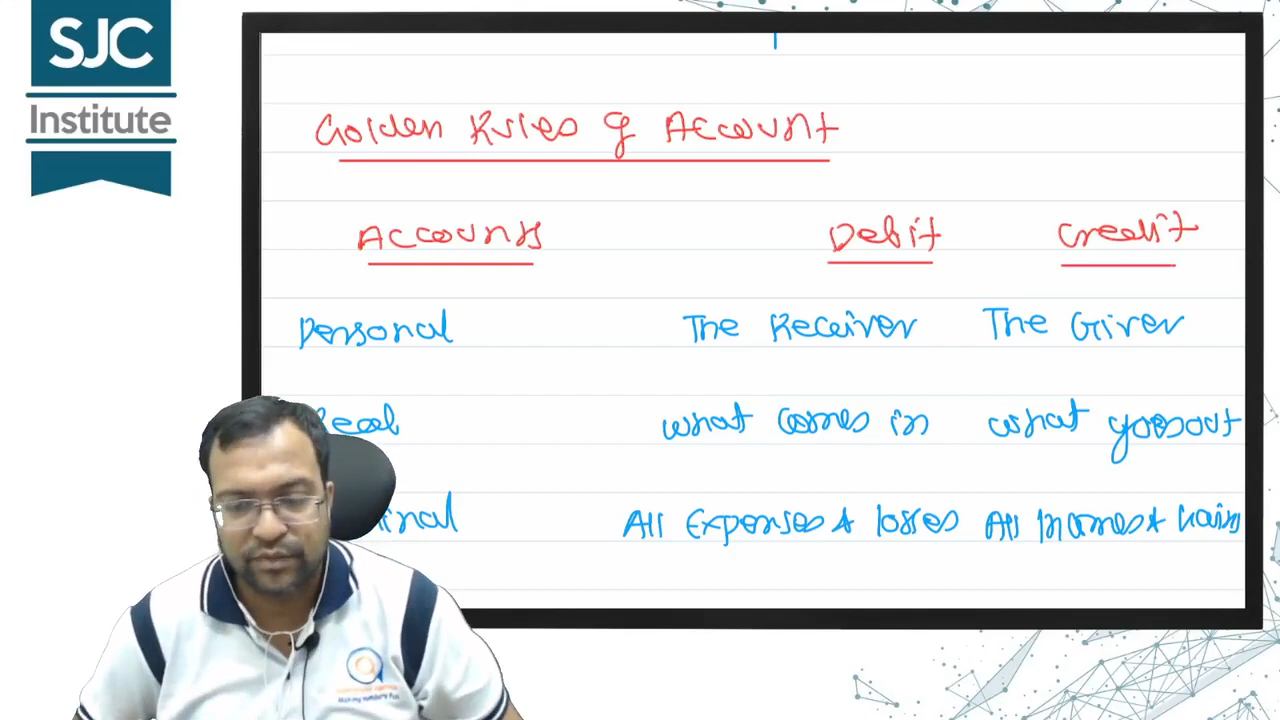 SJC
Institute
Golden Rules of Account
Accounts Debit Credit
Personal The Receiver The Giver
Real what comes in what goes out
inal All Expenses & losses All Incomes & Gains